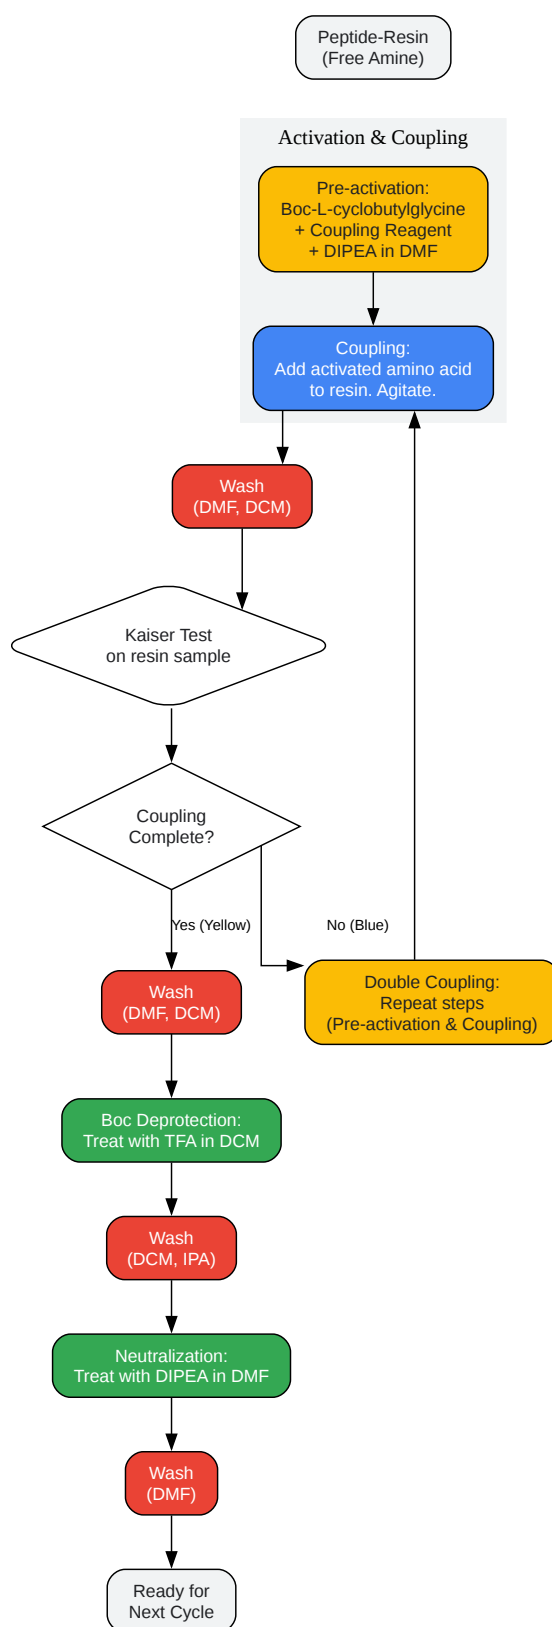 Peptide-Resin
(Free Amine)
Activation & Coupling
Pre-activation:
Boc-L-cyclobutylglycine
+ Coupling Reagent
+ DIPEA in DMF
Coupling:
Add activated amino acid
to resin. Agitate.
Wash
(DMF, DCM)
Kaiser Test
on resin sample
Coupling
Complete?
Yes (Yellow)
No (Blue)
Wash
(DMF, DCM)
Double Coupling:
Repeat steps
(Pre-activation & Coupling)
Boc Deprotection:
Treat with TFA in DCM
Wash
(DCM, IPA)
Neutralization:
Treat with DIPEA in DMF
Wash
(DMF)
Ready for
Next Cycle